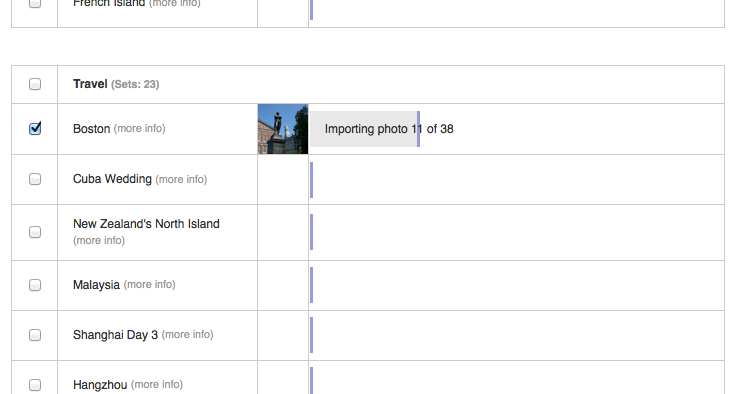 French Island (more info)
Travel (Sets: 23)
Boston (more info)
Importing photo 11 of 38
Cuba Wedding (more info)
New Zealand's North Island
(more info)
Malaysia (more info)
Shanghai Day 3 (more info)
Hangzhou (more info)